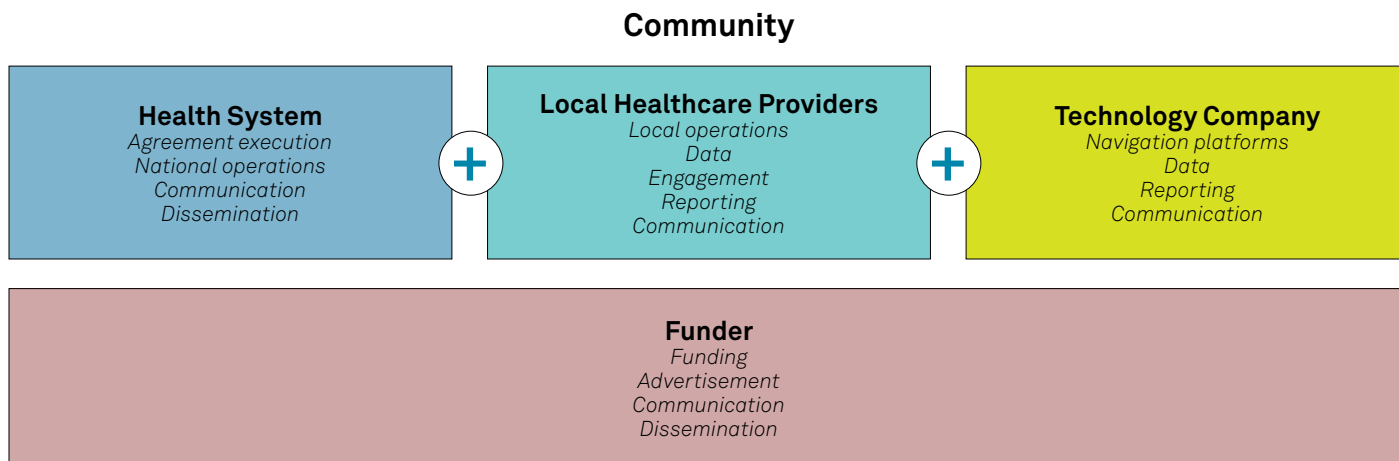 Community
Health System
Agreement execution
National operations
Communication
Dissemination
Local Healthcare Providers
Local operations
Data
Engagement
Reporting
Communication
Technology Company
Navigation platforms
Data
Reporting
Communication
Funder
Funding
Advertisement
Communication
Dissemination